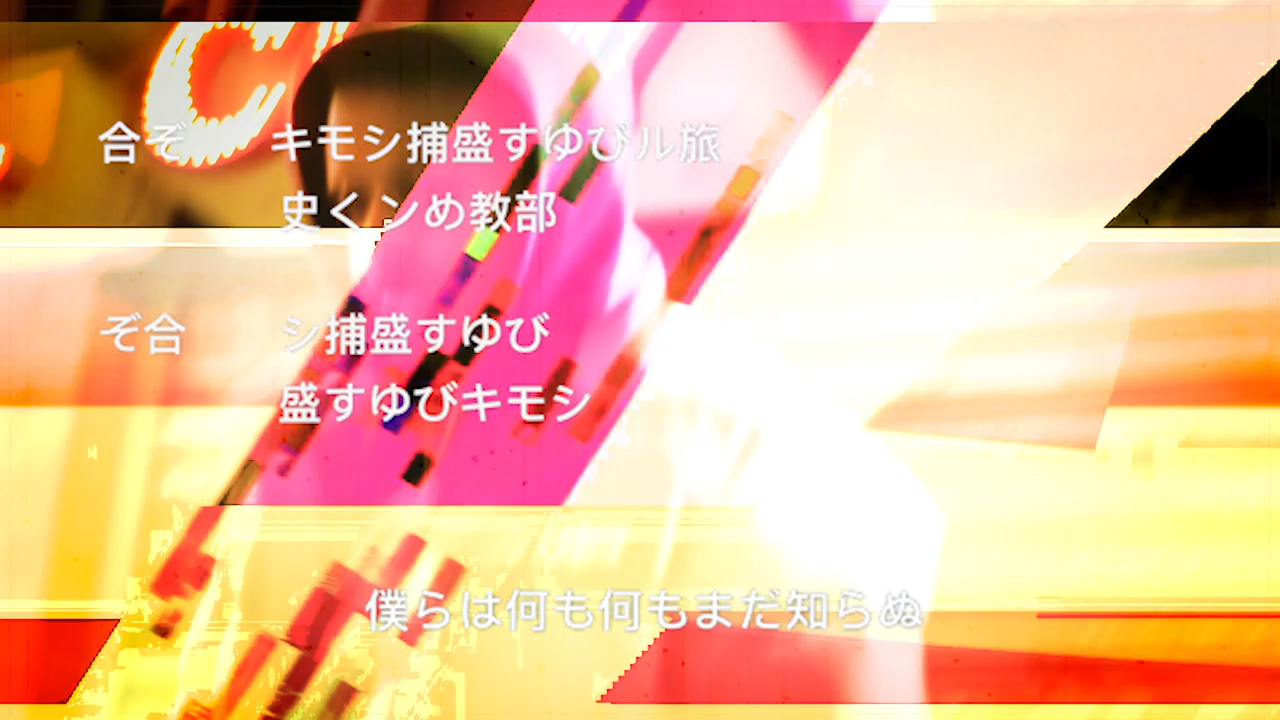 合ぞ キモシ捕盛すゆびル旅
史くンめ教部
ぞ合 シ捕盛すゆび
盛すゆびキモシ
僕らは何も何もまだ知らぬ